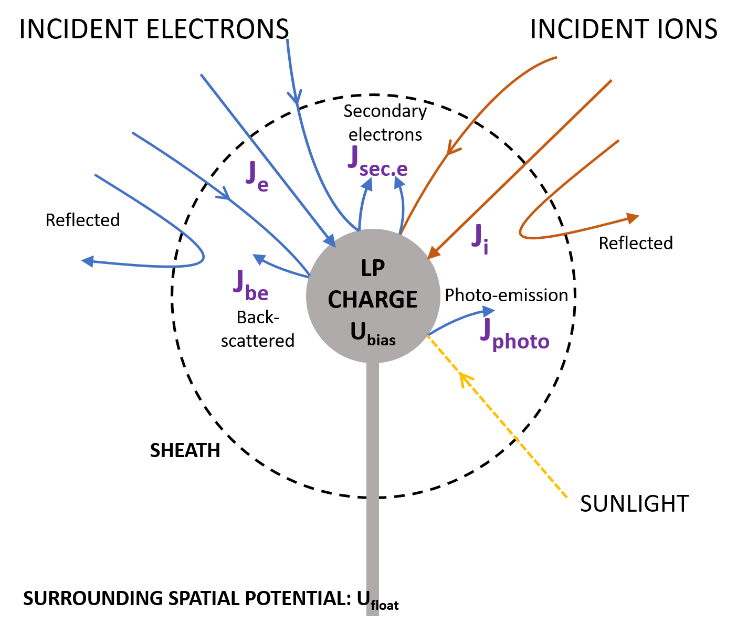 INCIDENT ELECTRONS
INCIDENT IONS
Secondary
electrons
Jsec.e
Je
Reflected
Ji
Reflected
Jbe
Back-
scattered
LP
CHARGE
Ubias
Photo-emission
Jphoto
SHEATH
SUNLIGHT
SURROUNDING SPATIAL POTENTIAL: Ufloat